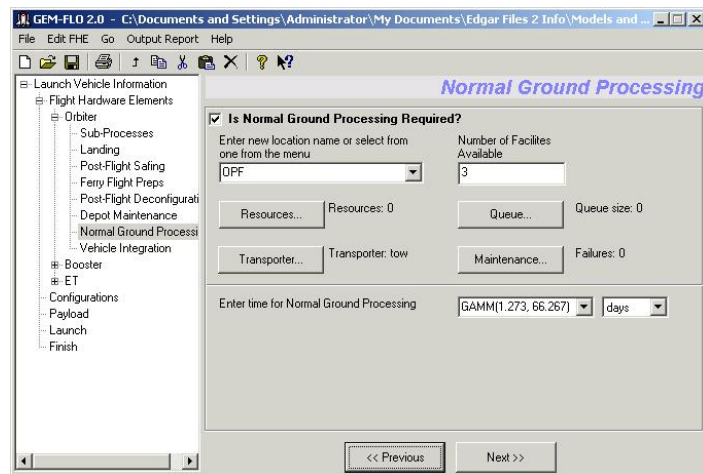 GEM-FLO 2.0 - C:\Documents and Settings\Administrator\My Documents\Edgar Files 2 Info\Models and ...
File Edit FHE Go Output Report Help
Normal Ground Processing
Launch Vehicle Information
Flight Hardware Elements
Orbiter
Sub-Processes
Landing
Post-Flight Safing
Ferry Flight Preps
Post-Flight Deconfigurati
Depot Maintenance
Normal Ground Processi
Vehicle Integration
Booster
ET
Configurations
Payload
Launch
Finish
Is Normal Ground Processing Required?
Enter new location name or select from
one from the menu
OPF
Number of Facilites
Available
3
Resources... Resources: 0
Queue... Queue size: 0
Transporter... Transporter: tow
Maintenance... Failures: 0
Enter time for Normal Ground Processing
GAMM(1.273, 66.267) days
<< Previous
Next >>